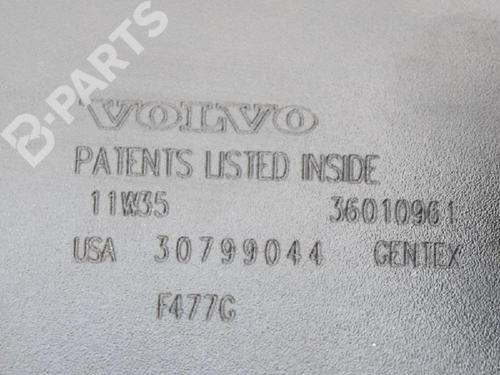 B-PARTS
VOLVO
PATENTS LISTED INSIDE
11W35 36010961
USA 30799044 GENTEX
F477G